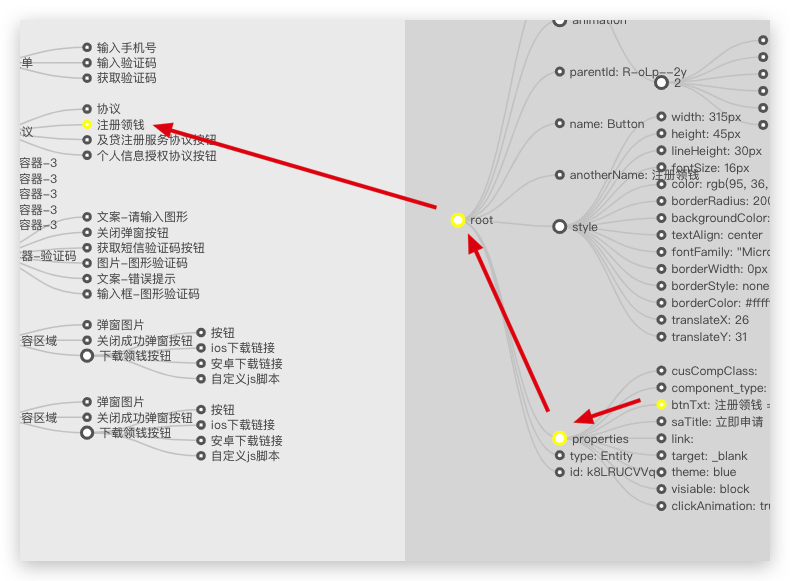 单
输入手机号
输入验证码
获取验证码
协议
注册领钱
议
及贷注册服务协议按钮
个人信息授权协议按钮
容器-3
容器-3
容器-3
容器-3
容器-3
文案-请输入图形
关闭弹窗按钮
获取短信验证码按钮
器-验证码
图片-图形验证码
文案-错误提示
输入框-图形验证码
弹窗图片
容区域
关闭成功弹窗按钮
下载领钱按钮
按钮
ios下载链接
安卓下载链接
自定义js脚本
弹窗图片
容区域
关闭成功弹窗按钮
下载领钱按钮
按钮
ios下载链接
安卓下载链接
自定义js脚本
root
animation
2
parentId: R-oLp--2y
name: Button
anotherName: 注册领钱
style
width: 315px
height: 45px
lineHeight: 30px
fontSize: 16px
color: rgb(95, 36,
borderRadius: 200
backgroundColor:
textAlign: center
fontFamily: "Micro
borderWidth: 0px
borderStyle: none
borderColor: #ffff
translateX: 26
translateY: 31
properties
cusCompClass:
component_type:
btnTxt: 注册领钱 =
saTitle: 立即申请
link:
target: _blank
theme: blue
visiable: block
clickAnimation: tru
type: Entity
id: k8LRUCVVq